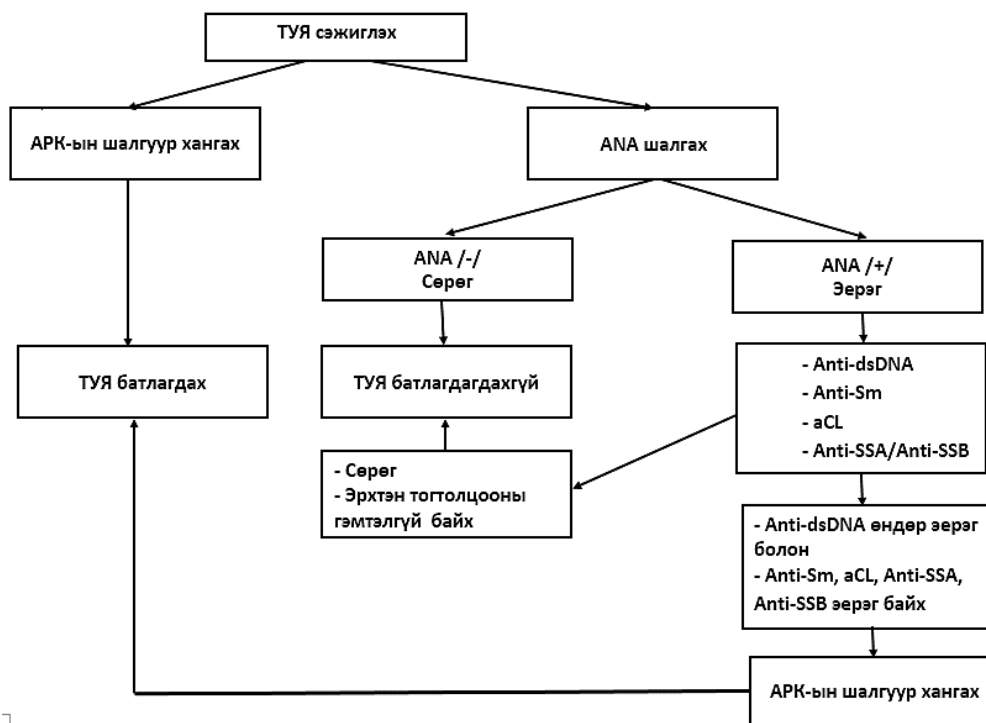 ТУЯ сэжиглэх
АРК-ын шалгуур хангах
ANA шалгах
ANA /-/
Сөрөг
ANA /+/
Эерэг
ТУЯ батлагдах
ТУЯ батлагдагдахгүй
- Anti-dsDNA
- Anti-Sm
- aCL
- Anti-SSA/Anti-SSB
- Сөрөг
- Эрхтэн тогтолцооны
гэмтэлгүй байх
- Anti-dsDNA өндөр эерэг
болон
- Anti-Sm, aCL, Anti-SSA,
Anti-SSB эерэг байх
АРК-ын шалгуур хангах